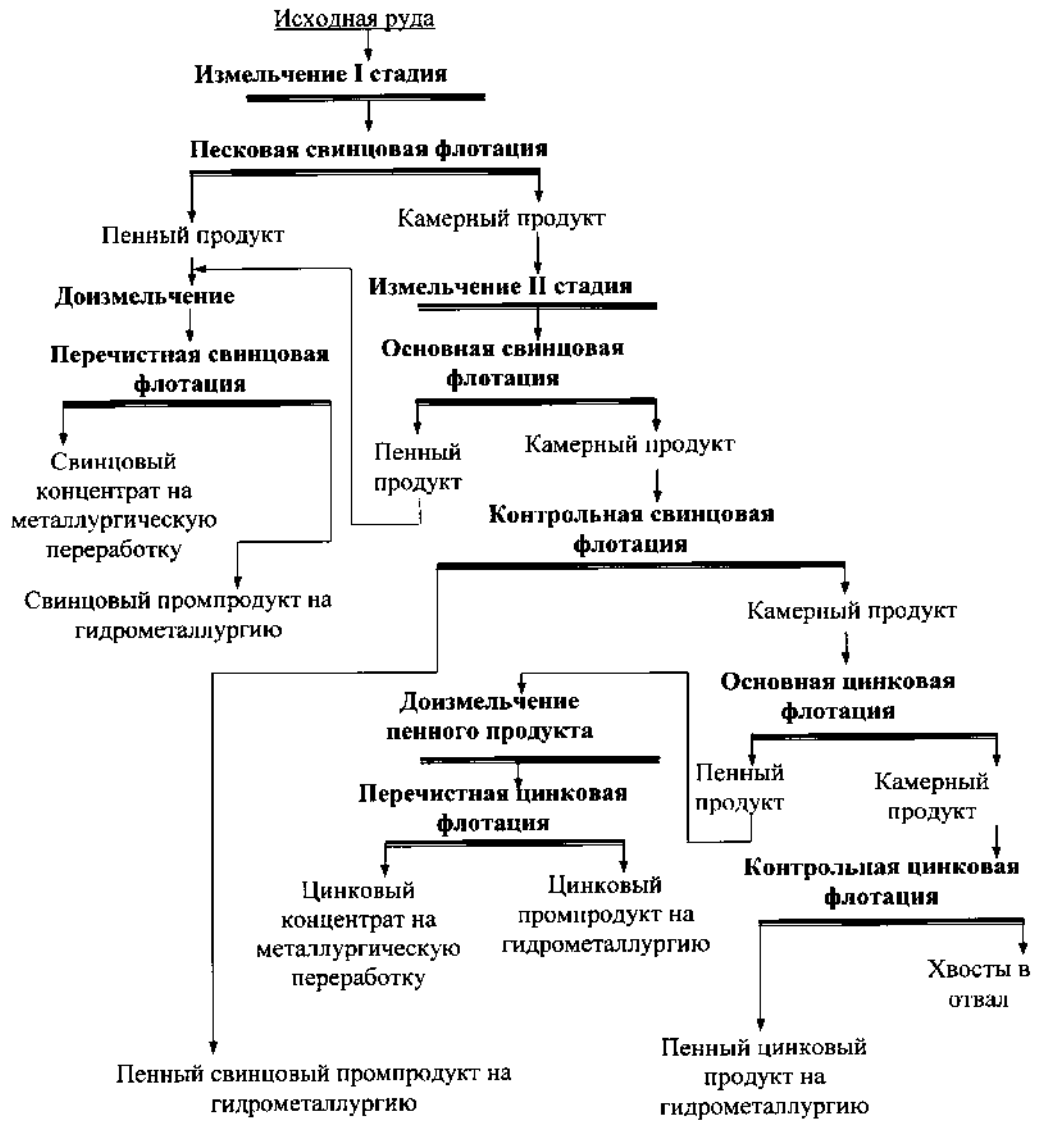 Исходная руда
Измельчение I стадия
Песковая свинцовая флотация
Пенный продукт
Камерный продукт
Доизмельчение
Измельчение II стадия
Перечистная свинцовая
флотация
Основная свинцовая
флотация
Свинцовый
концентрат на
металлургическую
переработку
Пенный
продукт
Камерный продукт
Контрольная свинцовая
флотация
Свинцовый промпродукт на
гидрометаллургию
Камерный продукт
Основная цинковая
флотация
Доизмельчение
пенного продукта
Пенный
продукт
Камерный
продукт
Перечистная цинковая
флотация
Контрольная цинковая
флотация
Цинковый
концентрат на
металлургическую
переработку
Цинковый
промпродукт на
гидрометаллургию
Хвосты в
отвал
Пенный свинцовый промпродукт на
гидрометаллургию
Пенный цинковый
продукт на
гидрометаллургию